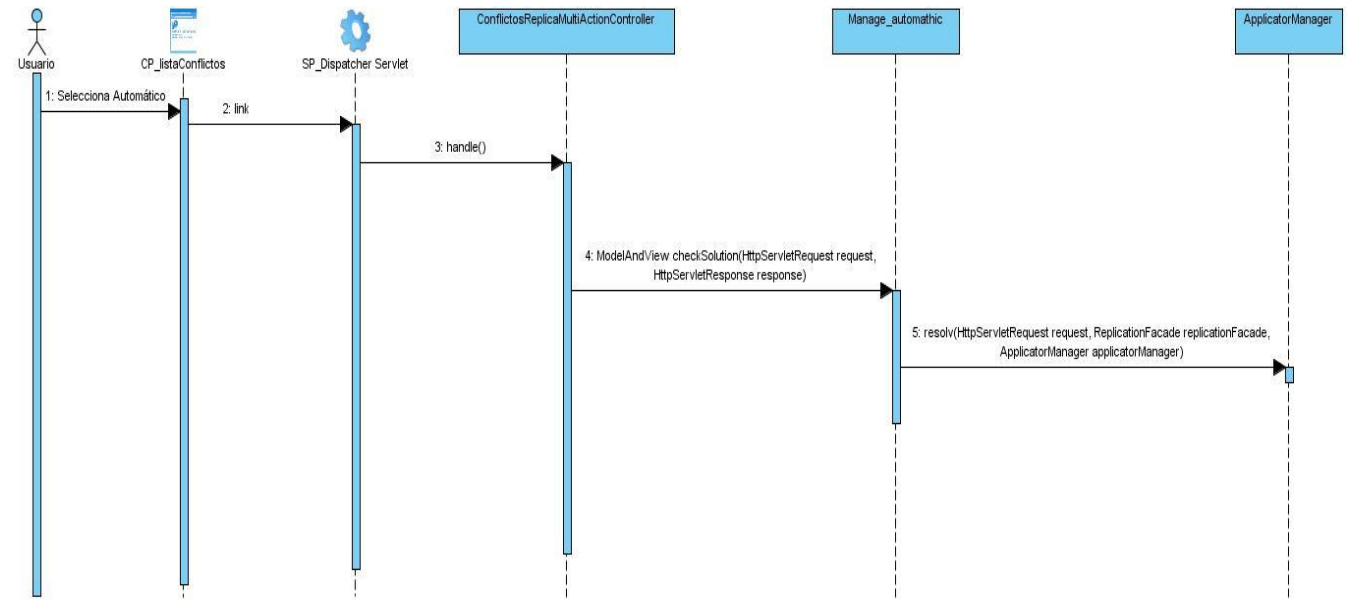 ConflictosReplicaMultiActionController
Manage_automathic
ApplicatorManager
Usuario
CP_listaConflictos
SP_Dispatcher Servlet
1: Selecciona Automático
2: link
3: handle()
4: ModelAndView checkSolution(HttpServletRequest request,
HttpServletResponse response)
5: resolv(HttpServletRequest request, ReplicationFacade replicationFacade,
ApplicatorManager applicatorManager)